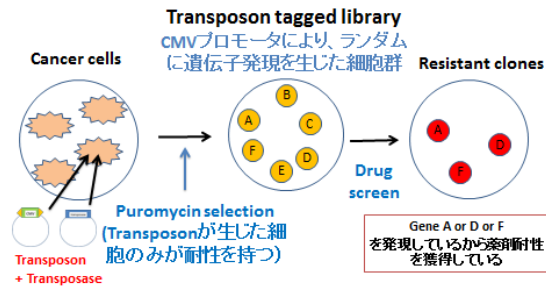 Transposon tagged library
CMVプロモータにより、ランダム
に遺伝子発現を生じた細胞群
Cancer cells
Resistant clones
B
A
C
F
D
E
A
D
F
Drug
screen
Puromycin selection
(Transposonが生じた細
胞のみが耐性を持つ)
Transposon
+ Transposase
Gene A or D or F
を発現しているから薬剤耐性
を獲得している